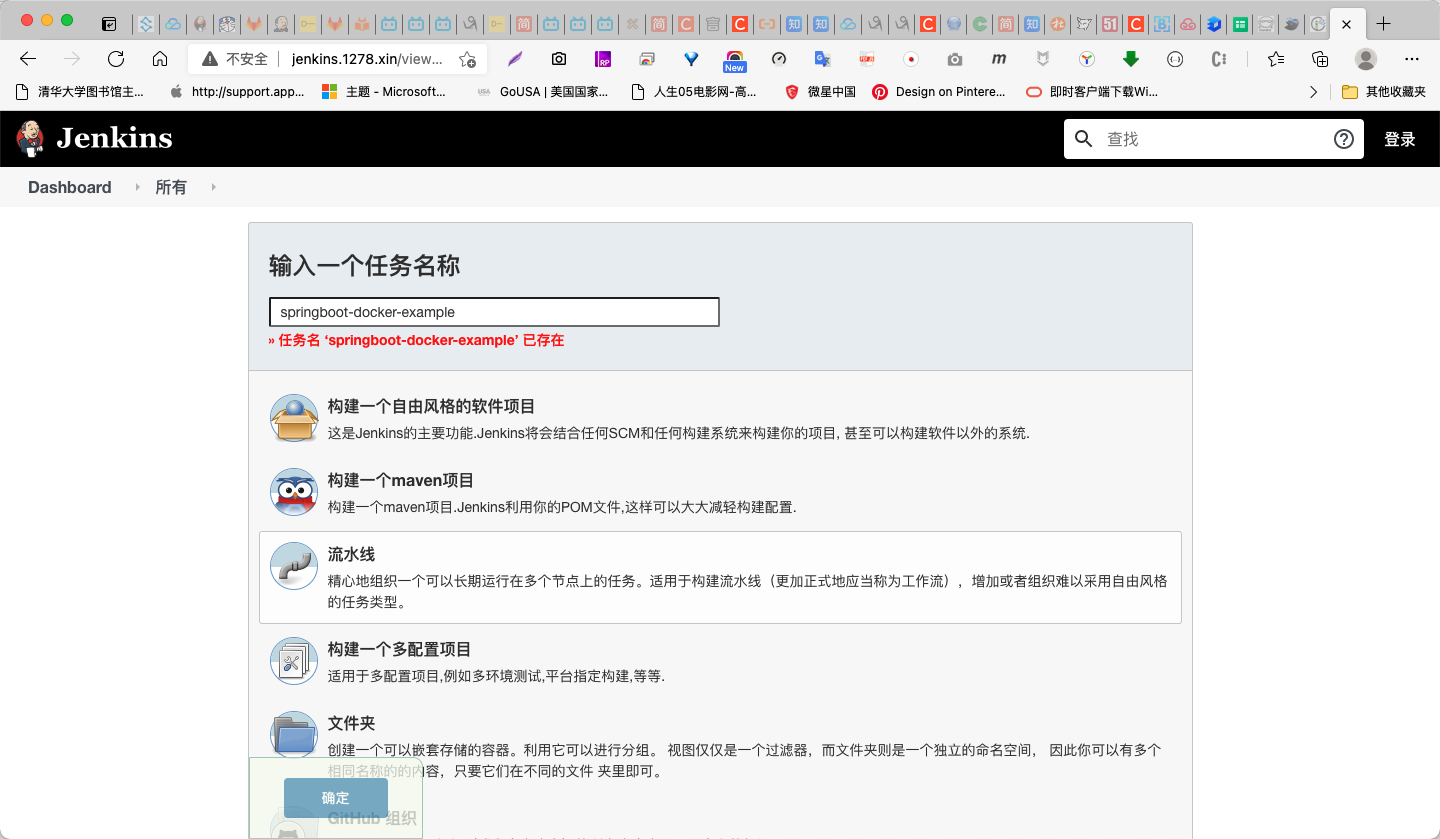 不安全
jenkins.1278.xin/view...
RP
New
m
清华大学图书馆主...
http://support.app...
主题 - Microsoft...
USA
GoUSA | 美国国家...
人生05电影网-高...
微星中国
Design on Pintere...
即时客户端下载Wi...
其他收藏夹
Jenkins
查找
登录
Dashboard
所有
输入一个任务名称
springboot-docker-example
» 任务名 ‘springboot-docker-example’ 已存在
构建一个自由风格的软件项目
这是Jenkins的主要功能.Jenkins将会结合任何SCM和任何构建系统来构建你的项目, 甚至可以构建软件以外的系统.
构建一个maven项目
构建一个maven项目.Jenkins利用你的POM文件,这样可以大大减轻构建配置.
流水线
精心地组织一个可以长期运行在多个节点上的任务。适用于构建流水线（更加正式地应当称为工作流），增加或者组织难以采用自由风格
的任务类型。
构建一个多配置项目
适用于多配置项目,例如多环境测试,平台指定构建,等等.
文件夹
创建一个可以嵌套存储的容器。利用它可以进行分组。 视图仅仅是一个过滤器，而文件夹则是一个独立的命名空间， 因此你可以有多个
相同名称的的内容，只要它们在不同的文件 夹里即可。
确定
GitHub 组织